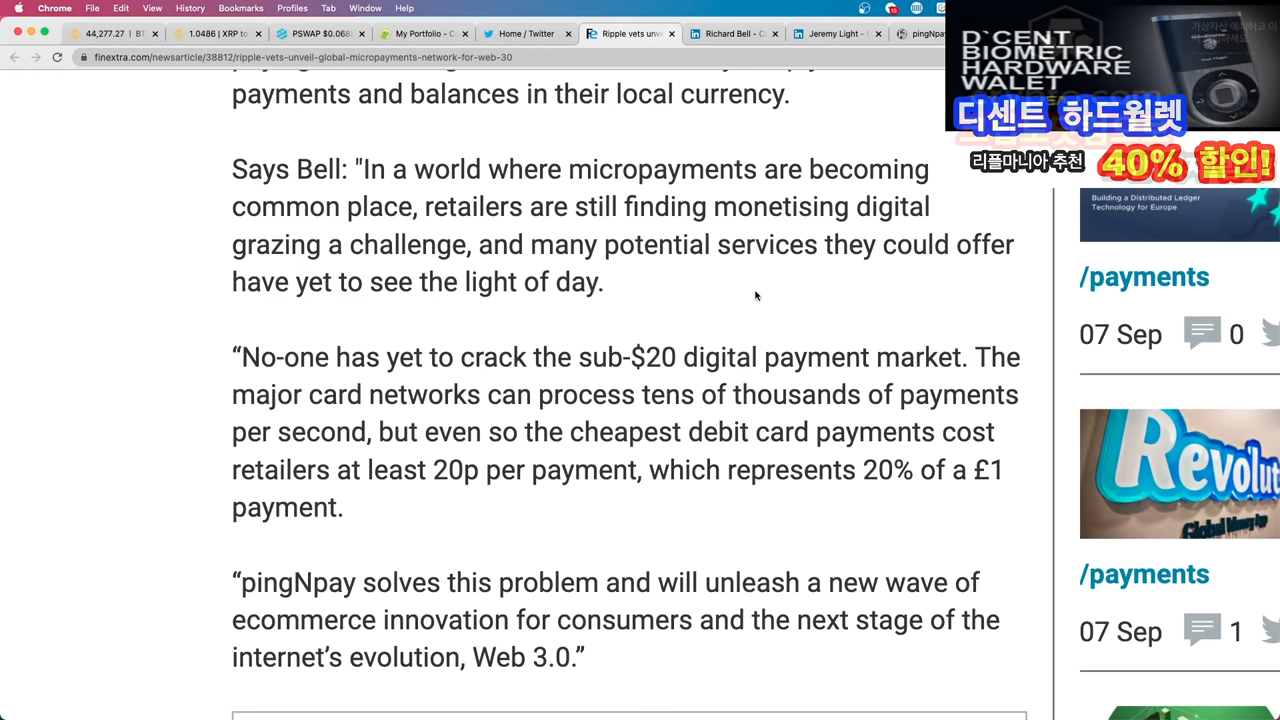 Chrome File Edit View History Bookmarks Profiles Tab Window Help
44,277.27 | BT
1.0486 | XRP to
PSWAP $0.068
My Portfolio - C
Home / Twitter
Ripple vets unve
Richard Bell - C
Jeremy Light - C
pingNpay
finextra.com/newsarticle/38812/ripple-vets-unveil-global-micropayments-network-for-web-30
payments and balances in their local currency.
Says Bell: "In a world where micropayments are becoming
common place, retailers are still finding monetising digital
grazing a challenge, and many potential services they could offer
have yet to see the light of day.
“No-one has yet to crack the sub-$20 digital payment market. The
major card networks can process tens of thousands of payments
per second, but even so the cheapest debit card payments cost
retailers at least 20p per payment, which represents 20% of a £1
payment.
“pingNpay solves this problem and will unleash a new wave of
ecommerce innovation for consumers and the next stage of the
internet’s evolution, Web 3.0.”
D`CENT
BIOMETRIC
HARDWARE
WALET
디센트 하드월렛
리플마니아 추천 40% 할인!
Building a Distributed Ledger
Technology for Europe
/payments
07 Sep 0
Revolut
Global Money App
/payments
07 Sep 1